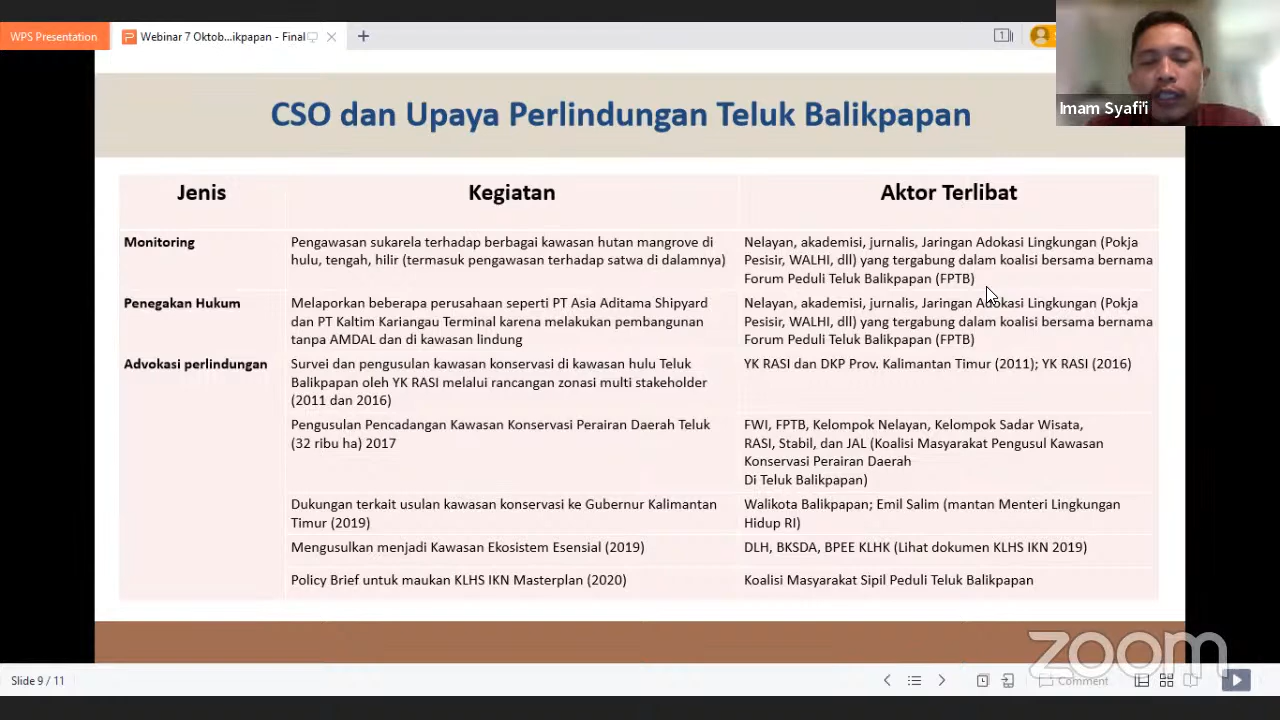 WPS Presentation
Webinar 7 Oktob...ikpapan - Final
Imam Syafi'i
CSO dan Upaya Perlindungan Teluk Balikpapan
Jenis
Kegiatan
Aktor Terlibat
Monitoring
Pengawasan sukarela terhadap berbagai kawasan hutan mangrove di
hulu, tengah, hilir (termasuk pengawasan terhadap satwa di dalamnya)
Nelayan, akademisi, jurnalis, Jaringan Adokasi Lingkungan (Pokja
Pesisir, WALHI, dll) yang tergabung dalam koalisi bersama bernama
Forum Peduli Teluk Balikpapan (FPTB)
Penegakan Hukum
Melaporkan beberapa perusahaan seperti PT Asia Aditama Shipyard
dan PT Kaltim Kariangau Terminal karena melakukan pembangunan
tanpa AMDAL dan di kawasan lindung
Nelayan, akademisi, jurnalis, Jaringan Adokasi Lingkungan (Pokja
Pesisir, WALHI, dll) yang tergabung dalam koalisi bersama bernama
Forum Peduli Teluk Balikpapan (FPTB)
Advokasi perlindungan
Survei dan pengusulan kawasan konservasi di kawasan hulu Teluk
Balikpapan oleh YK RASI melalui rancangan zonasi multi stakeholder
(2011 dan 2016)
YK RASI dan DKP Prov. Kalimantan Timur (2011); YK RASI (2016)
Pengusulan Pencadangan Kawasan Konservasi Perairan Daerah Teluk
(32 ribu ha) 2017
FWI, FPTB, Kelompok Nelayan, Kelompok Sadar Wisata,
RASI, Stabil, dan JAL (Koalisi Masyarakat Pengusul Kawasan
Konservasi Perairan Daerah
Di Teluk Balikpapan)
Dukungan terkait usulan kawasan konservasi ke Gubernur Kalimantan
Timur (2019)
Walikota Balikpapan; Emil Salim (mantan Menteri Lingkungan
Hidup RI)
Mengusulkan menjadi Kawasan Ekosistem Esensial (2019)
DLH, BKSDA, BPEE KLHK (Lihat dokumen KLHS IKN 2019)
Policy Brief untuk maukan KLHS IKN Masterplan (2020)
Koalisi Masyarakat Sipil Peduli Teluk Balikpapan
zoom
Slide 9 / 11
Comment